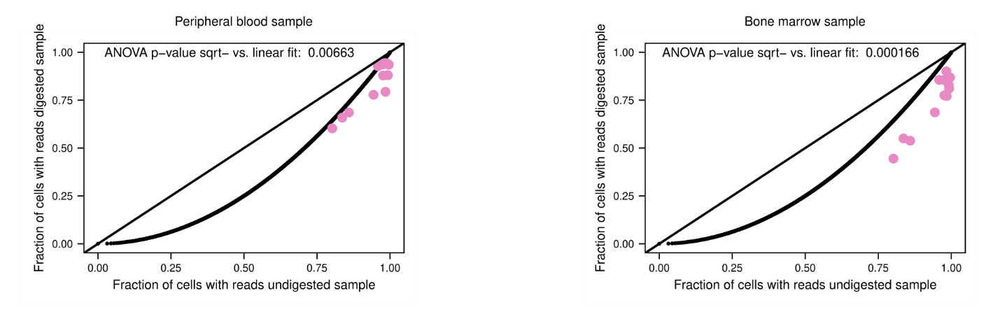 Peripheral blood sample
Fraction of cells with reads digested sample
ANOVA p−value sqrt− vs. linear fit: 0.00663
1.00
0.75
0.50
0.25
0.00
0.00 0.25 0.50 0.75 1.00
Fraction of cells with reads undigested sample
Bone marrow sample
Fraction of cells with reads digested sample
ANOVA p−value sqrt− vs. linear fit: 0.000166
1.00
0.75
0.50
0.25
0.00
0.00 0.25 0.50 0.75 1.00
Fraction of cells with reads undigested sample